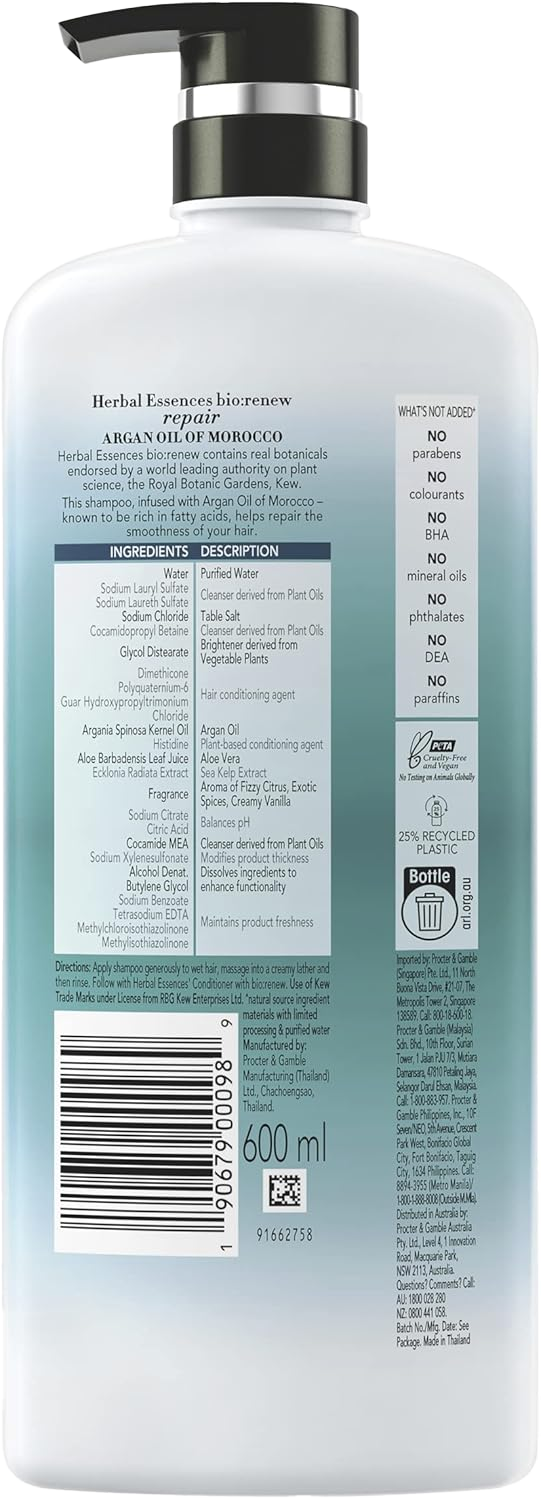 Herbal Essences bio:renew
repair
ARGAN OIL OF MOROCCO
Herbal Essences bio:renew contains real botanicals
endorsed by a world leading authority on plant
science, the Royal Botanic Gardens, Kew.
This shampoo, infused with Argan Oil of Morocco –
known to be rich in fatty acids, helps repair the
smoothness of your hair.
INGREDIENTS DESCRIPTION
Water Purified Water
Sodium Lauryl Sulfate
Sodium Laureth Sulfate
Cleanser derived from Plant Oils
Sodium Chloride Table Salt
Cocamidopropyl Betaine Cleanser derived from Plant Oils
Glycol Distearate
Brightener derived from
Vegetable Plants
Dimethicone
Polyquaternium-6
Guar Hydroxypropyltrimonium
Chloride
Hair conditioning agent
Argania Spinosa Kernel Oil Argan Oil
Histidine Plant-based conditioning agent
Aloe Barbadensis Leaf Juice Aloe Vera
Ecklonia Radiata Extract Sea Kelp Extract
Fragrance
Aroma of Fizzy Citrus, Exotic
Spices, Creamy Vanilla
Sodium Citrate
Citric Acid
Balances pH
Cocamide MEA Cleanser derived from Plant Oils
Sodium Xylenesulfonate Modifies product thickness
Alcohol Denat.
Butylene Glycol
Dissolves ingredients to
enhance functionality
Sodium Benzoate
Tetrasodium EDTA
Methylchloroisothiazolinone
Methylisothiazolinone
Maintains product freshness
Directions: Apply shampoo generously to wet hair, massage into a creamy lather and
then rinse. Follow with Herbal Essences' Conditioner with bio:renew. Use of Kew
Trade Marks under License from RBG Kew Enterprises Ltd. *natural source ingredient
materials with limited
processing & purified water
Manufactured by:
Procter & Gamble
Manufacturing (Thailand)
Ltd., Chachoengsao,
Thailand.
1 90679 00098 9
600 ml
91662758
WHAT'S NOT ADDED*
NO
parabens
NO
colourants
NO
BHA
NO
mineral oils
NO
phthalates
NO
DEA
NO
paraffins
PETA
Cruelty-Free
and Vegan
No Testing on Animals Globally
25%
25% RECYCLED
PLASTIC
Bottle
arl.org.au
Imported by: Procter & Gamble
(Singapore) Pte. Ltd., 11 North
Buona Vista Drive, #21-07, The
Metropolis Tower 2, Singapore
138589. Call: 800-18-600-18.
Procter & Gamble (Malaysia)
Sdn. Bhd., 10th Floor, Surian
Tower, 1 Jalan PJU 7/3, Mutiara
Damansara, 47810 Petaling Jaya,
Selangor Darul Ehsan, Malaysia.
Call: 1-800-883-957. Procter &
Gamble Philippines, Inc., 10F
Seven/NEO, 5th Avenue, Crescent
Park West, Bonifacio Global
City, Fort Bonifacio, Taguig
City, 1634 Philippines. Call:
8894-3955 (Metro Manila)/
1-800-1-888-8008 (Outside M.Mla).
Distributed in Australia by:
Procter & Gamble Australia
Pty. Ltd., Level 4, 1 Innovation
Road, Macquarie Park,
NSW 2113, Australia.
Questions? Comments? Call:
AU: 1800 028 280
NZ: 0800 441 058.
Batch No./Mfg. Date: See
Package. Made in Thailand